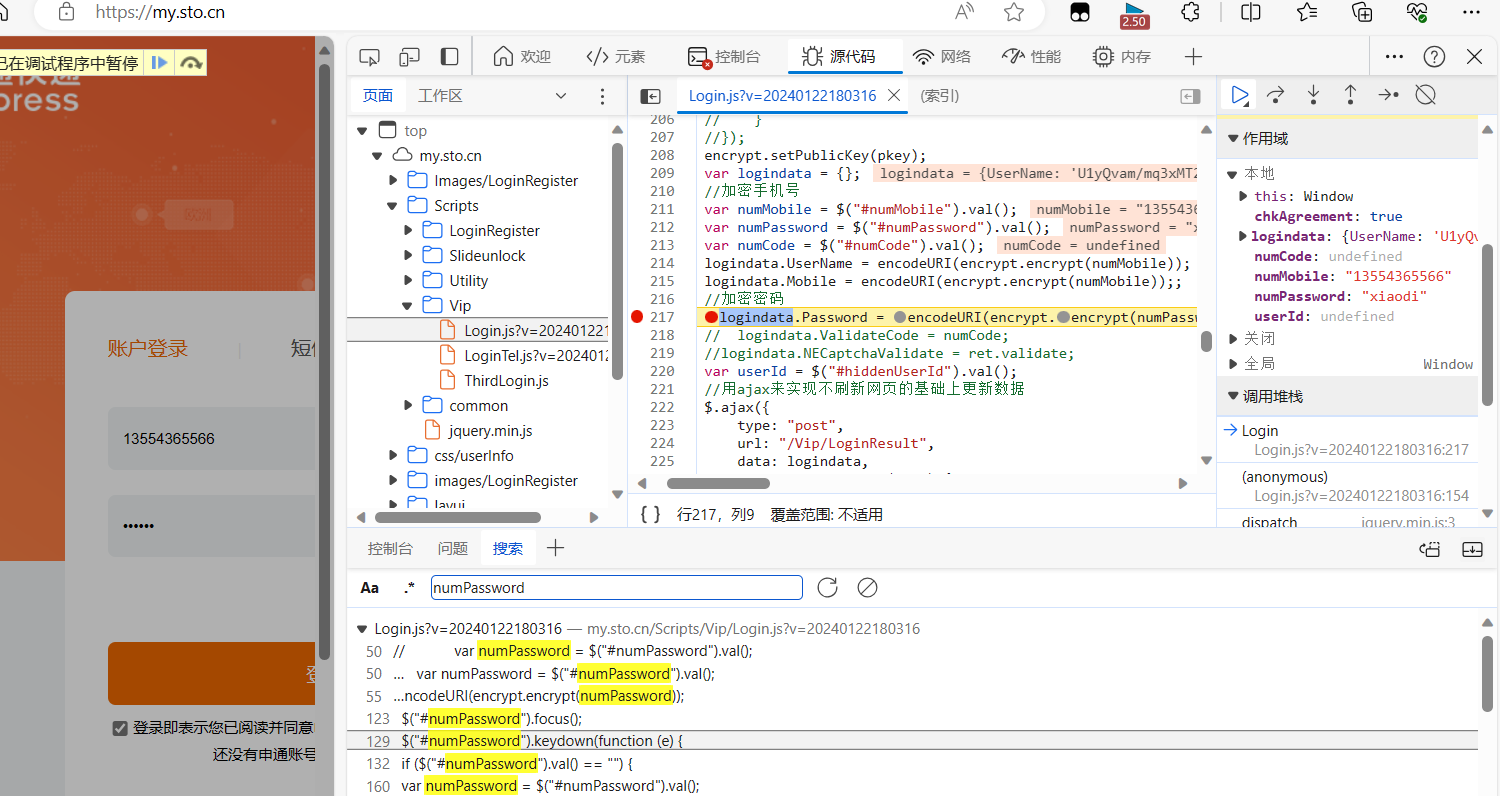 https://my.sto.cn
2.50
已在调试程序中暂停
press
账户登录
13554365566
••••••
登录即表示您已阅读并同意
还没有申通账号
欢迎
元素
控制台
源代码
网络
性能
内存
页面
工作区
top
my.sto.cn
Images/LoginRegister
Scripts
LoginRegister
Slideunlock
Utility
Vip
Login.js?v=202401221
LoginTel.js?v=202401
ThirdLogin.js
common
jquery.min.js
css/userInfo
images/LoginRegister
layui
Login.js?v=20240122180316
(索引)
206 // }
207 //});
208 encrypt.setPublicKey(pkey);
209 var logindata = {}; logindata = {UserName: 'U1yQvam/mq3xMT2
210 //加密手机号
211 var numMobile = $("#numMobile").val(); numMobile = "1355436
212 var numPassword = $("#numPassword").val(); numPassword = "x
213 var numCode = $("#numCode").val(); numCode = undefined
214 logindata.UserName = encodeURI(encrypt.encrypt(numMobile));
215 logindata.Mobile = encodeURI(encrypt.encrypt(numMobile));;
216 //加密密码
217 logindata.Password = encodeURI(encrypt.encrypt(numPass
218 // logindata.ValidateCode = numCode;
219 //logindata.NECaptchaValidate = ret.validate;
220 var userId = $("#hiddenUserId").val();
221 //用ajax来实现不刷新网页的基础上更新数据
222 $.ajax({
223 type: "post",
224 url: "/Vip/LoginResult",
225 data: logindata,
{ } 行217，列9 覆盖范围: 不适用
作用域
本地
this: Window
chkAgreement: true
logindata: {UserName: 'U1yQv
numCode: undefined
numMobile: "13554365566"
numPassword: "xiaodi"
userId: undefined
关闭
全局 Window
调用堆栈
Login
Login.js?v=20240122180316:217
(anonymous)
Login.js?v=20240122180316:154
dispatch jquery.min.js:3
控制台 问题 搜索
Aa .* numPassword
Login.js?v=20240122180316 — my.sto.cn/Scripts/Vip/Login.js?v=20240122180316
50 // var numPassword = $("#numPassword").val();
50 … var numPassword = $("#numPassword").val();
55 …ncodeURI(encrypt.encrypt(numPassword));
123 $("#numPassword").focus();
129 $("#numPassword").keydown(function (e) {
132 if ($("#numPassword").val() == "") {
160 var numPassword = $("#numPassword").val();